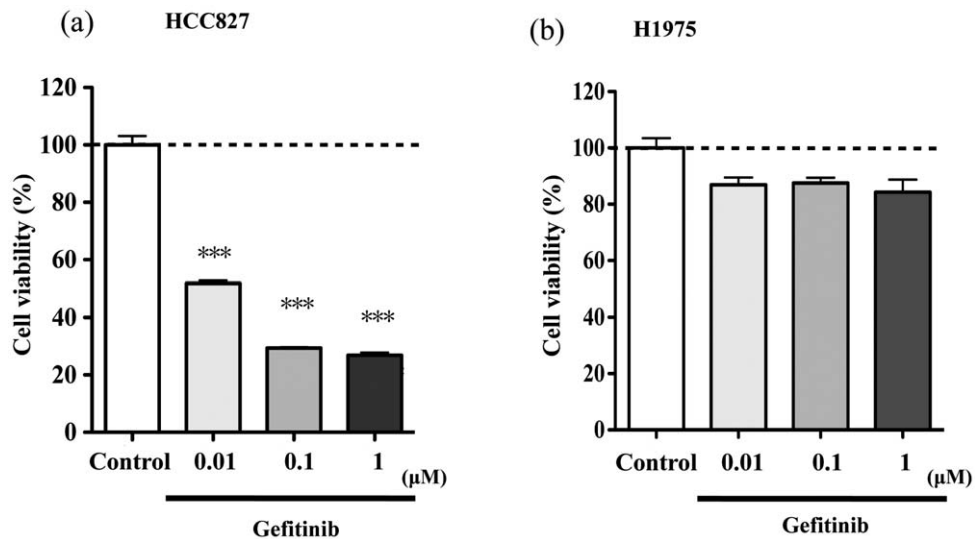 (a) HCC827
120
100
80
60
40
20
0
Cell viability (%)
***
***
***
Control 0.01 0.1 1 (μM)
Gefitinib
(b) H1975
120
100
80
60
40
20
0
Cell viability (%)
Control 0.01 0.1 1 (μM)
Gefitinib